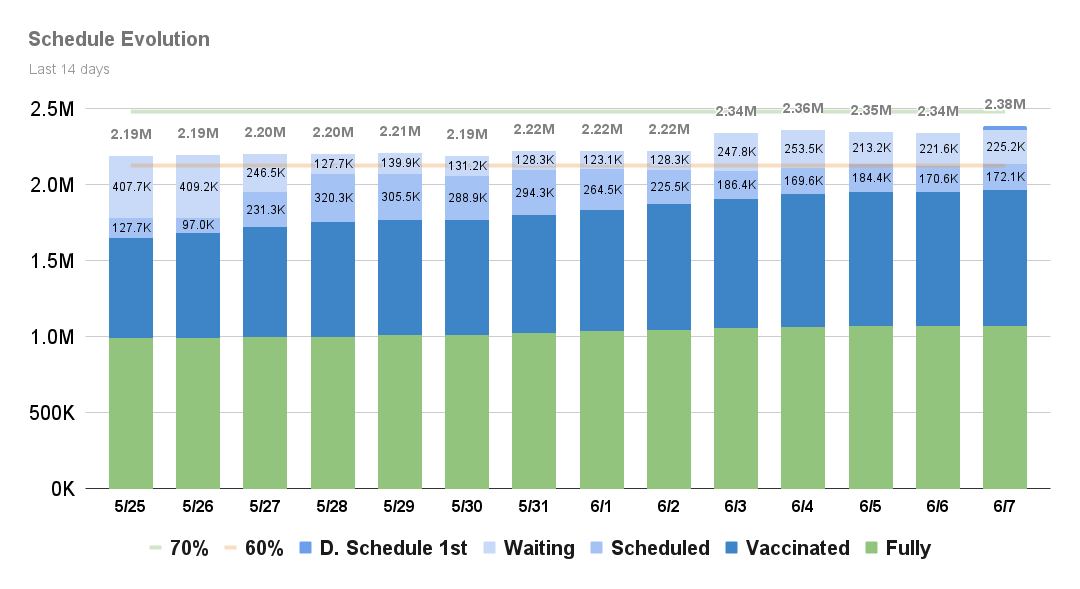 Schedule Evolution
Last 14 days
2.5M
2.0M
1.5M
1.0M
500K
0K
2.19M 2.19M 2.20M 2.20M 2.21M 2.19M 2.22M 2.22M 2.22M 2.34M 2.36M 2.35M 2.34M 2.38M
407.7K 409.2K 246.5K 127.7K 139.9K 131.2K 128.3K 123.1K 128.3K 247.8K 253.5K 213.2K 221.6K 225.2K
127.7K 97.0K 231.3K 320.3K 305.5K 288.9K 294.3K 264.5K 225.5K 186.4K 169.6K 184.4K 170.6K 172.1K
5/25 5/26 5/27 5/28 5/29 5/30 5/31 6/1 6/2 6/3 6/4 6/5 6/6 6/7
70% 60% D. Schedule 1st Waiting Scheduled Vaccinated Fully